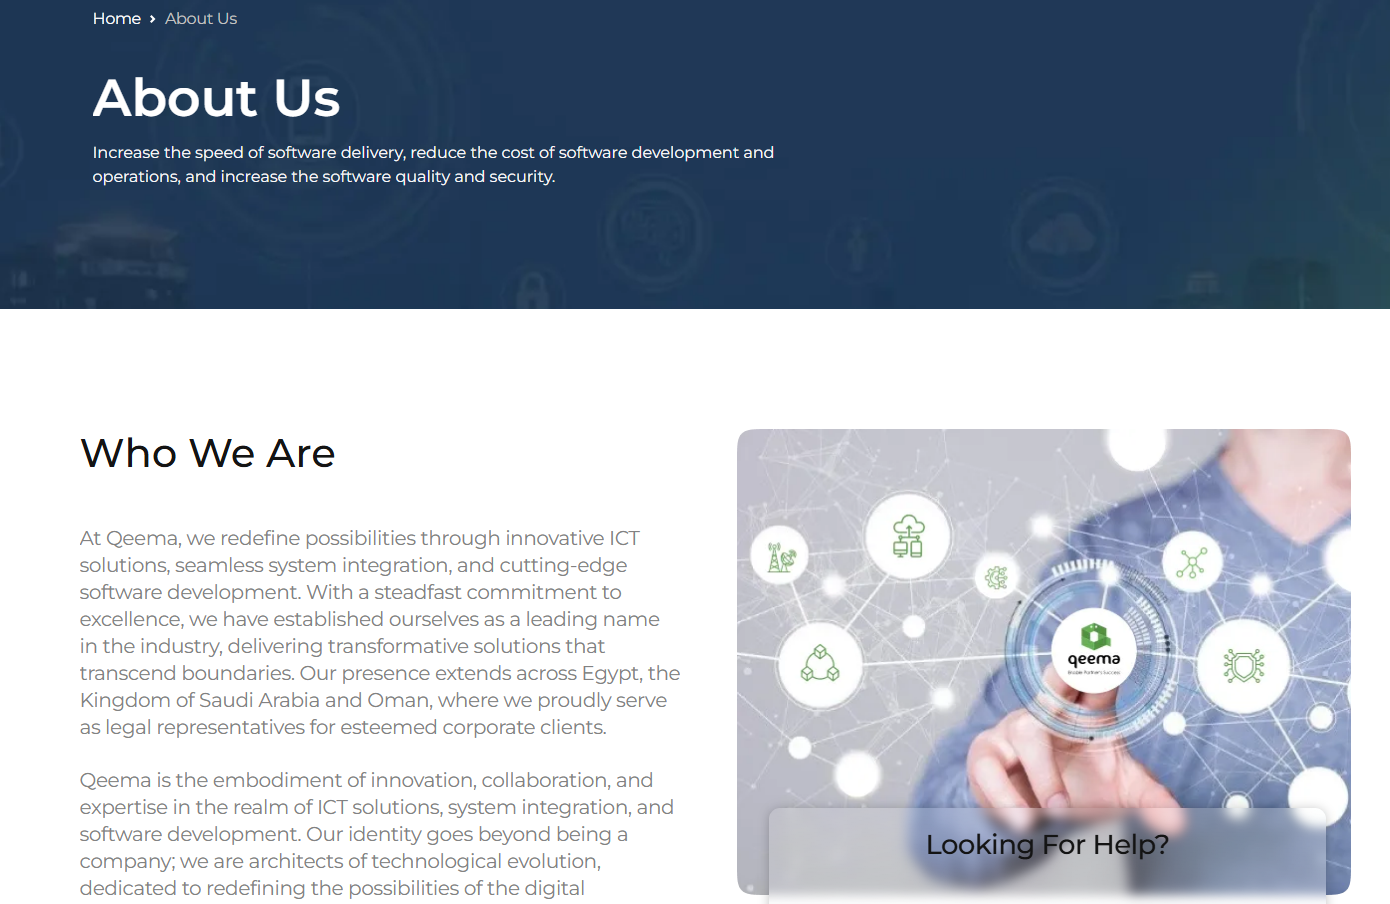 Home › About Us
About Us
Increase the speed of software delivery, reduce the cost of software development and
operations, and increase the software quality and security.
Who We Are
At Qeema, we redefine possibilities through innovative ICT
solutions, seamless system integration, and cutting-edge
software development. With a steadfast commitment to
excellence, we have established ourselves as a leading name
in the industry, delivering transformative solutions that
transcend boundaries. Our presence extends across Egypt, the
Kingdom of Saudi Arabia and Oman, where we proudly serve
as legal representatives for esteemed corporate clients.
Qeema is the embodiment of innovation, collaboration, and
expertise in the realm of ICT solutions, system integration, and
software development. Our identity goes beyond being a
company; we are architects of technological evolution,
dedicated to redefining the possibilities of the digital
qeema
Looking For Help?